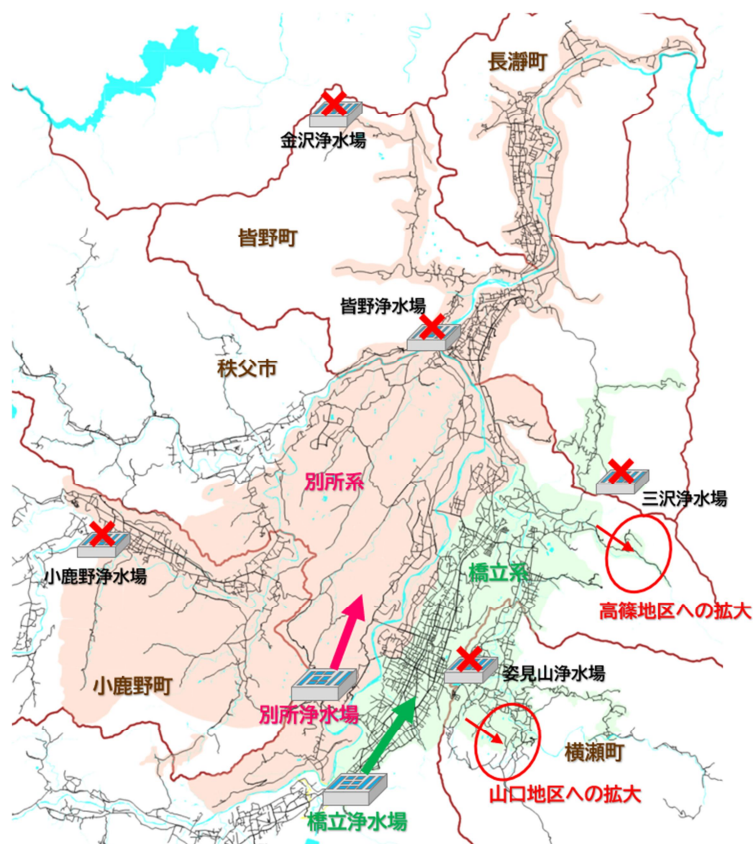 長瀞町
金沢浄水場
皆野町
皆野浄水場
秩父市
別所系
三沢浄水場
小鹿野浄水場
橋立系
高篠地区への拡大
小鹿野町
姿見山浄水場
別所浄水場
横瀬町
山口地区への拡大
橋立浄水場